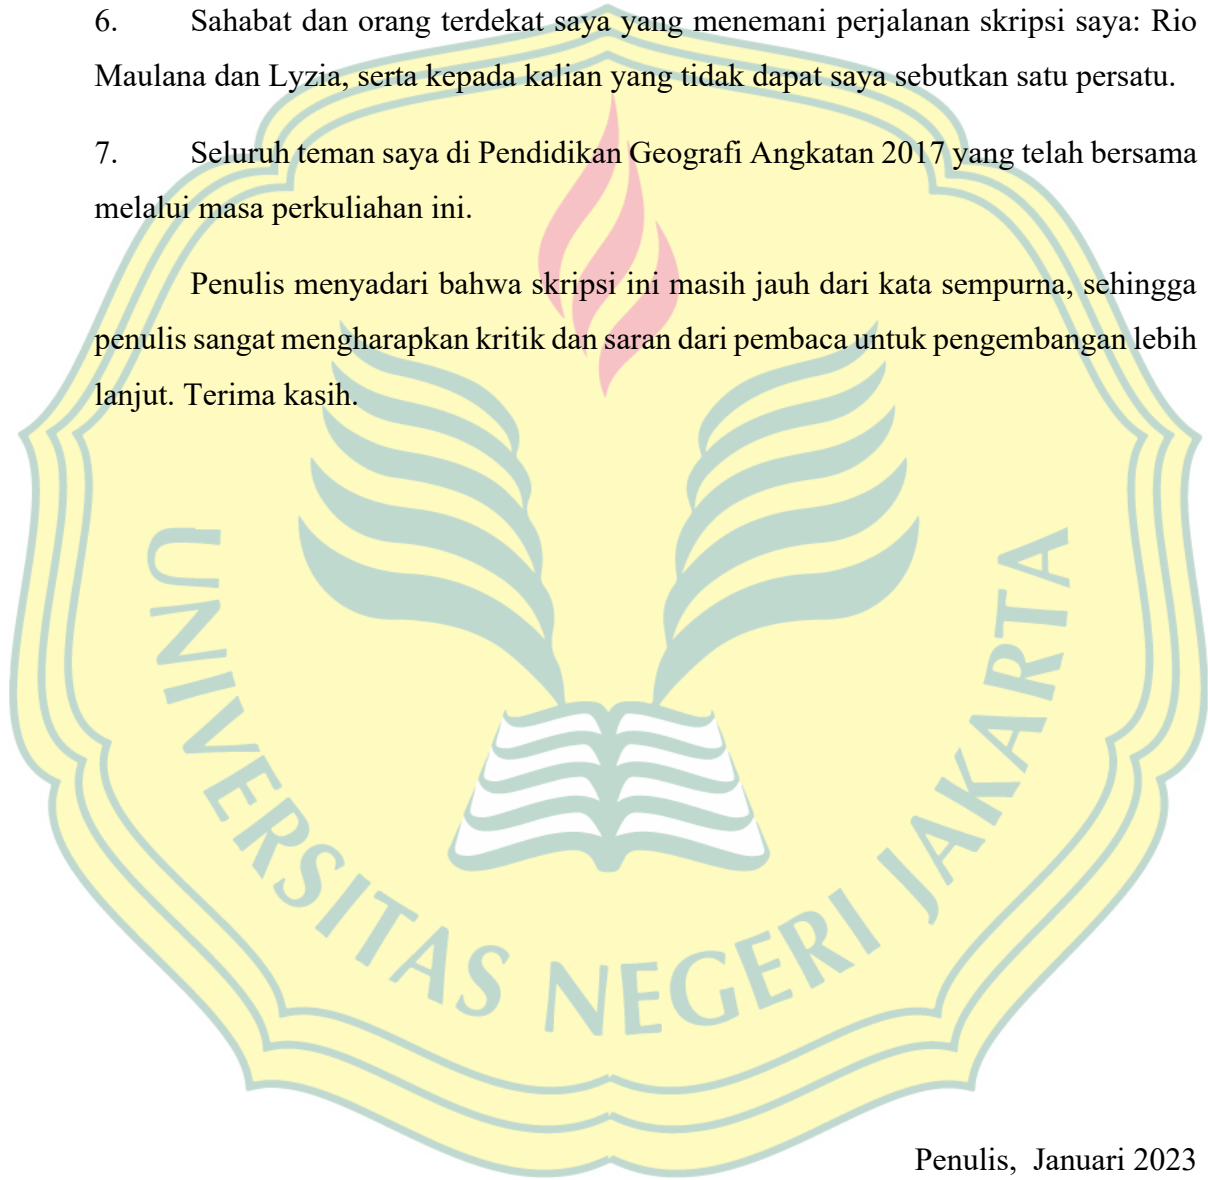 6. Sahabat dan orang terdekat saya yang menemani perjalanan skripsi saya: Rio
Maulana dan Lyzia, serta kepada kalian yang tidak dapat saya sebutkan satu persatu.
7. Seluruh teman saya di Pendidikan Geografi Angkatan 2017 yang telah bersama
melalui masa perkuliahan ini.
Penulis menyadari bahwa skripsi ini masih jauh dari kata sempurna, sehingga
penulis sangat mengharapkan kritik dan saran dari pembaca untuk pengembangan lebih
lanjut. Terima kasih.
UNIVERSITAS NEGERI JAKARTA
Penulis, Januari 2023